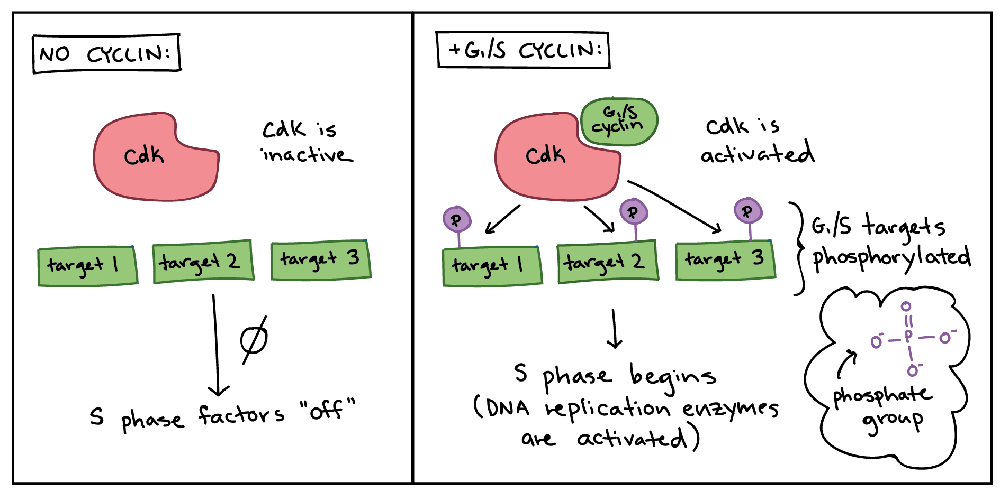 NO CYCLIN:
Cdk
Cdk is
inactive
target 1
target 2
target 3
Ø
S phase factors "off"
+ G₁/S CYCLIN:
G₁/S
cyclin
Cdk
Cdk is
activated
P
P
P
target 1
target 2
target 3
G₁/S targets
phosphorylated
S phase begins
(DNA replication enzymes
are activated)
O
O⁻ P O⁻
O⁻
phosphate
group